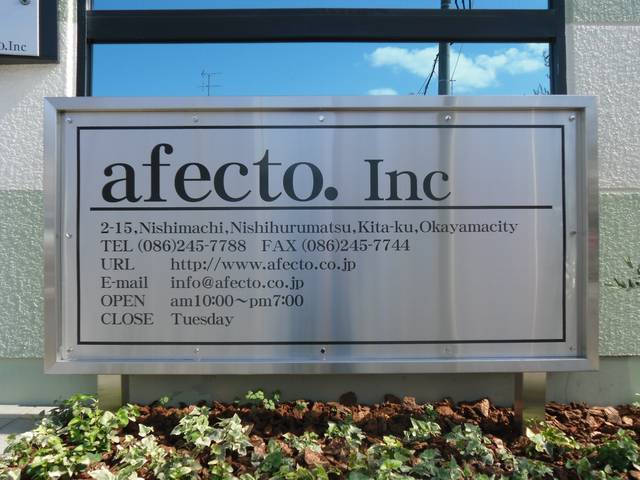 o.Inc
afecto. Inc
2-15,Nishimachi,Nishihurumatsu,Kita-ku,Okayamacity
TEL (086)245-7788 FAX (086)245-7744
URL http://www.afecto.co.jp
E-mail info@afecto.co.jp
OPEN am10:00~pm7:00
CLOSE Tuesday